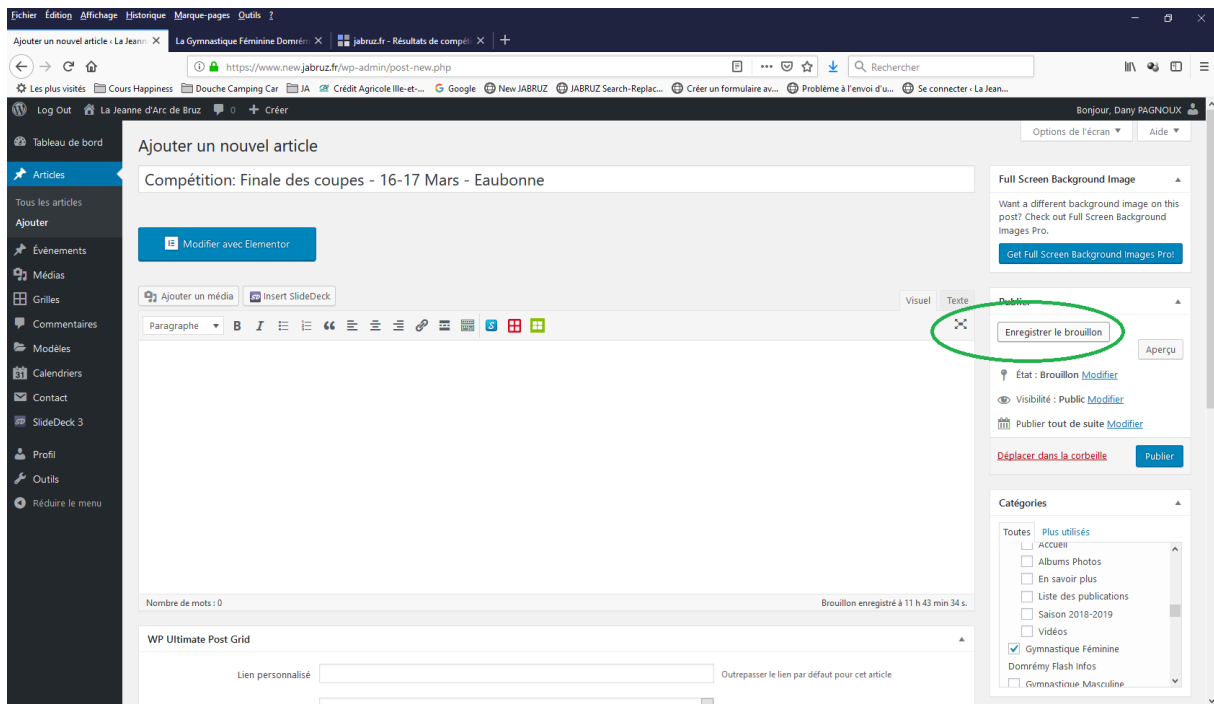 Fichier Édition Affichage Historique Marque-pages Outils ?
Ajouter un nouvel article ‹ La Jeann
La Gymnastique Féminine Domrém
jabruz.fr - Résultats de compéti
https://www.new.jabruz.fr/wp-admin/post-new.php
Rechercher
Les plus visités Cours Happiness Douche Camping Car JA Crédit Agricole Ille-et-... Google New JABRUZ JABRUZ Search-Replac... Créer un formulaire av... Problème à l'envoi d'u... Se connecter ‹ La Jean...
Log Out La Jeanne d'Arc de Bruz 0 Créer
Bonjour, Dany PAGNOUX
Options de l'écran Aide
Tableau de bord
Articles
Tous les articles
Ajouter
Évènements
Médias
Grilles
Commentaires
Modèles
Calendriers
Contact
SlideDeck 3
Profil
Outils
Réduire le menu
Ajouter un nouvel article
Compétition: Finale des coupes - 16-17 Mars - Eaubonne
Modifier avec Elementor
Ajouter un média Insert SlideDeck
Visuel Texte
Paragraphe
Nombre de mots : 0
Brouillon enregistré à 11 h 43 min 34 s.
WP Ultimate Post Grid
Lien personnalisé
Outrepasser le lien par défaut pour cet article
Full Screen Background Image
Want a different background image on this
post? Check out Full Screen Background
Images Pro.
Get Full Screen Background Images Pro!
Publier
Enregistrer le brouillon
Aperçu
État : Brouillon Modifier
Visibilité : Public Modifier
Publier tout de suite Modifier
Déplacer dans la corbeille
Publier
Catégories
Toutes Plus utilisés
Accueil
Albums Photos
En savoir plus
Liste des publications
Saison 2018-2019
Vidéos
Gymnastique Féminine
Domrémy Flash Infos
Gymnastique Masculine